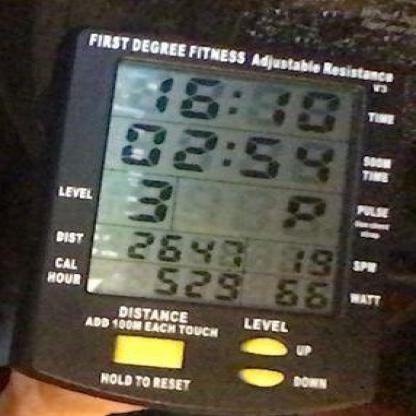 FIRST DEGREE FITNESS Adjustable Resistance
V3
16:10 TIME
02:54 500M TIME
LEVEL 3 P PULSE
DIST 2647 19 SPM
CAL HOUR 529 66 WATT
DISTANCE
ADD 100M EACH TOUCH
HOLD TO RESET
LEVEL
UP
DOWN